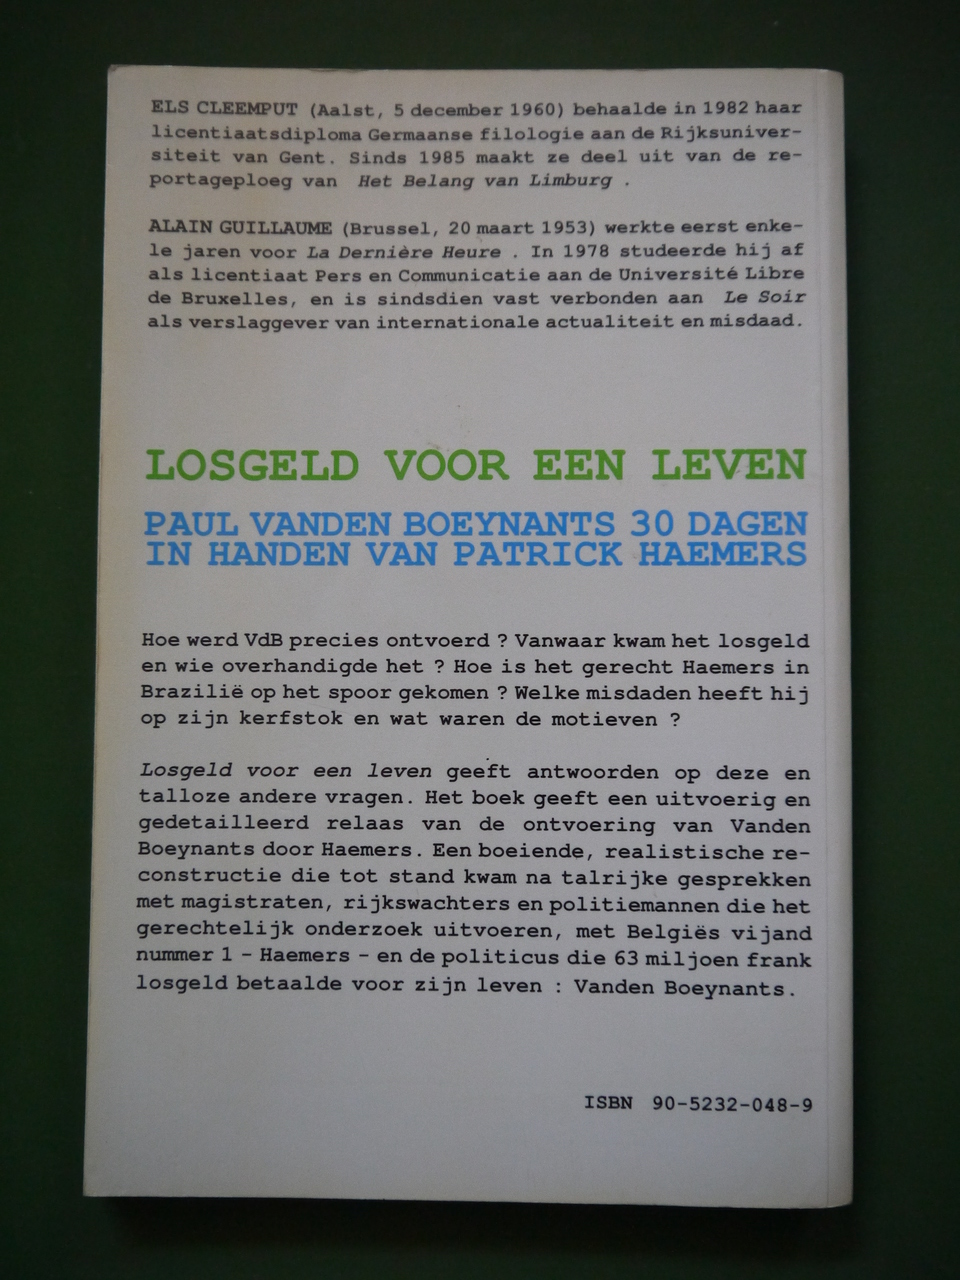 ELS CLEEMPUT (Aalst, 5 december 1960) behaalde in 1982 haar
licentiaatsdiploma Germaanse filologie aan de Rijksuniver-
siteit van Gent. Sinds 1985 maakt ze deel uit van de re-
portageploeg van Het Belang van Limburg .
ALAIN GUILLAUME (Brussel, 20 maart 1953) werkte eerst enke-
le jaren voor La Dernière Heure . In 1978 studeerde hij af
als licentiaat Pers en Communicatie aan de Université Libre
de Bruxelles, en is sindsdien vast verbonden aan Le Soir
als verslaggever van internationale actualiteit en misdaad.
LOSGELD VOOR EEN LEVEN
PAUL VANDEN BOEYNANTS 30 DAGEN
IN HANDEN VAN PATRICK HAEMERS
Hoe werd VdB precies ontvoerd ? Vanwaar kwam het losgeld
en wie overhandigde het ? Hoe is het gerecht Haemers in
Brazilië op het spoor gekomen ? Welke misdaden heeft hij
op zijn kerfstok en wat waren de motieven ?
Losgeld voor een leven geeft antwoorden op deze en
talloze andere vragen. Het boek geeft een uitvoerig en
gedetailleerd relaas van de ontvoering van Vanden
Boeynants door Haemers. Een boeiende, realistische re-
constructie die tot stand kwam na talrijke gesprekken
met magistraten, rijkswachters en politiemannen die het
gerechtelijk onderzoek uitvoeren, met Belgiës vijand
nummer 1 - Haemers - en de politicus die 63 miljoen frank
losgeld betaalde voor zijn leven : Vanden Boeynants.
ISBN 90-5232-048-9